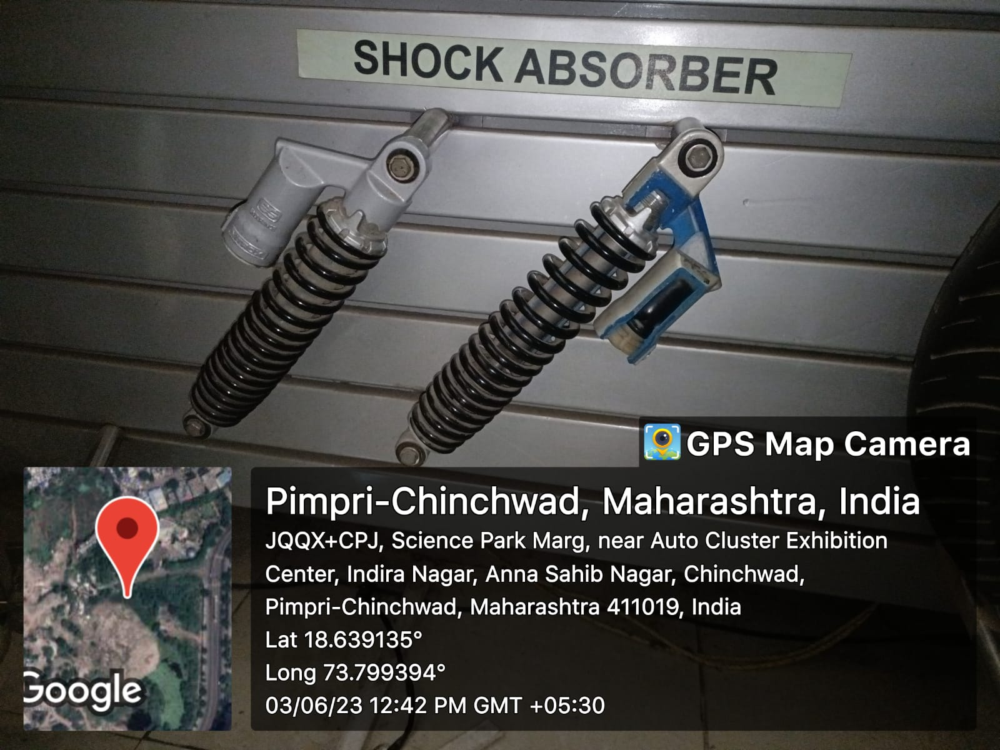 SHOCK ABSORBER
GPS Map Camera
Pimpri-Chinchwad, Maharashtra, India
JQQX+CPJ, Science Park Marg, near Auto Cluster Exhibition
Center, Indira Nagar, Anna Sahib Nagar, Chinchwad,
Pimpri-Chinchwad, Maharashtra 411019, India
Lat 18.639135°
Long 73.799394°
03/06/23 12:42 PM GMT +05:30
Google